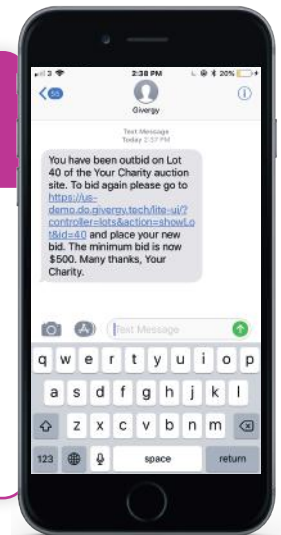 3
2:38 PM
20%
55
Givergy
Text Message
Today 2:37 PM
You have been outbid on Lot
40 of the Your Charity auction
site. To bid again please go to
https://us-
demo.do.givergy.tech/lite-ui/?
controller=lots&action=showLo
t&id=40 and place your new
bid. The minimum bid is now
$500. Many thanks, Your
Charity.
Text Message
q w e r t y u i o p
a s d f g h j k l
z x c v b n m
123 space return